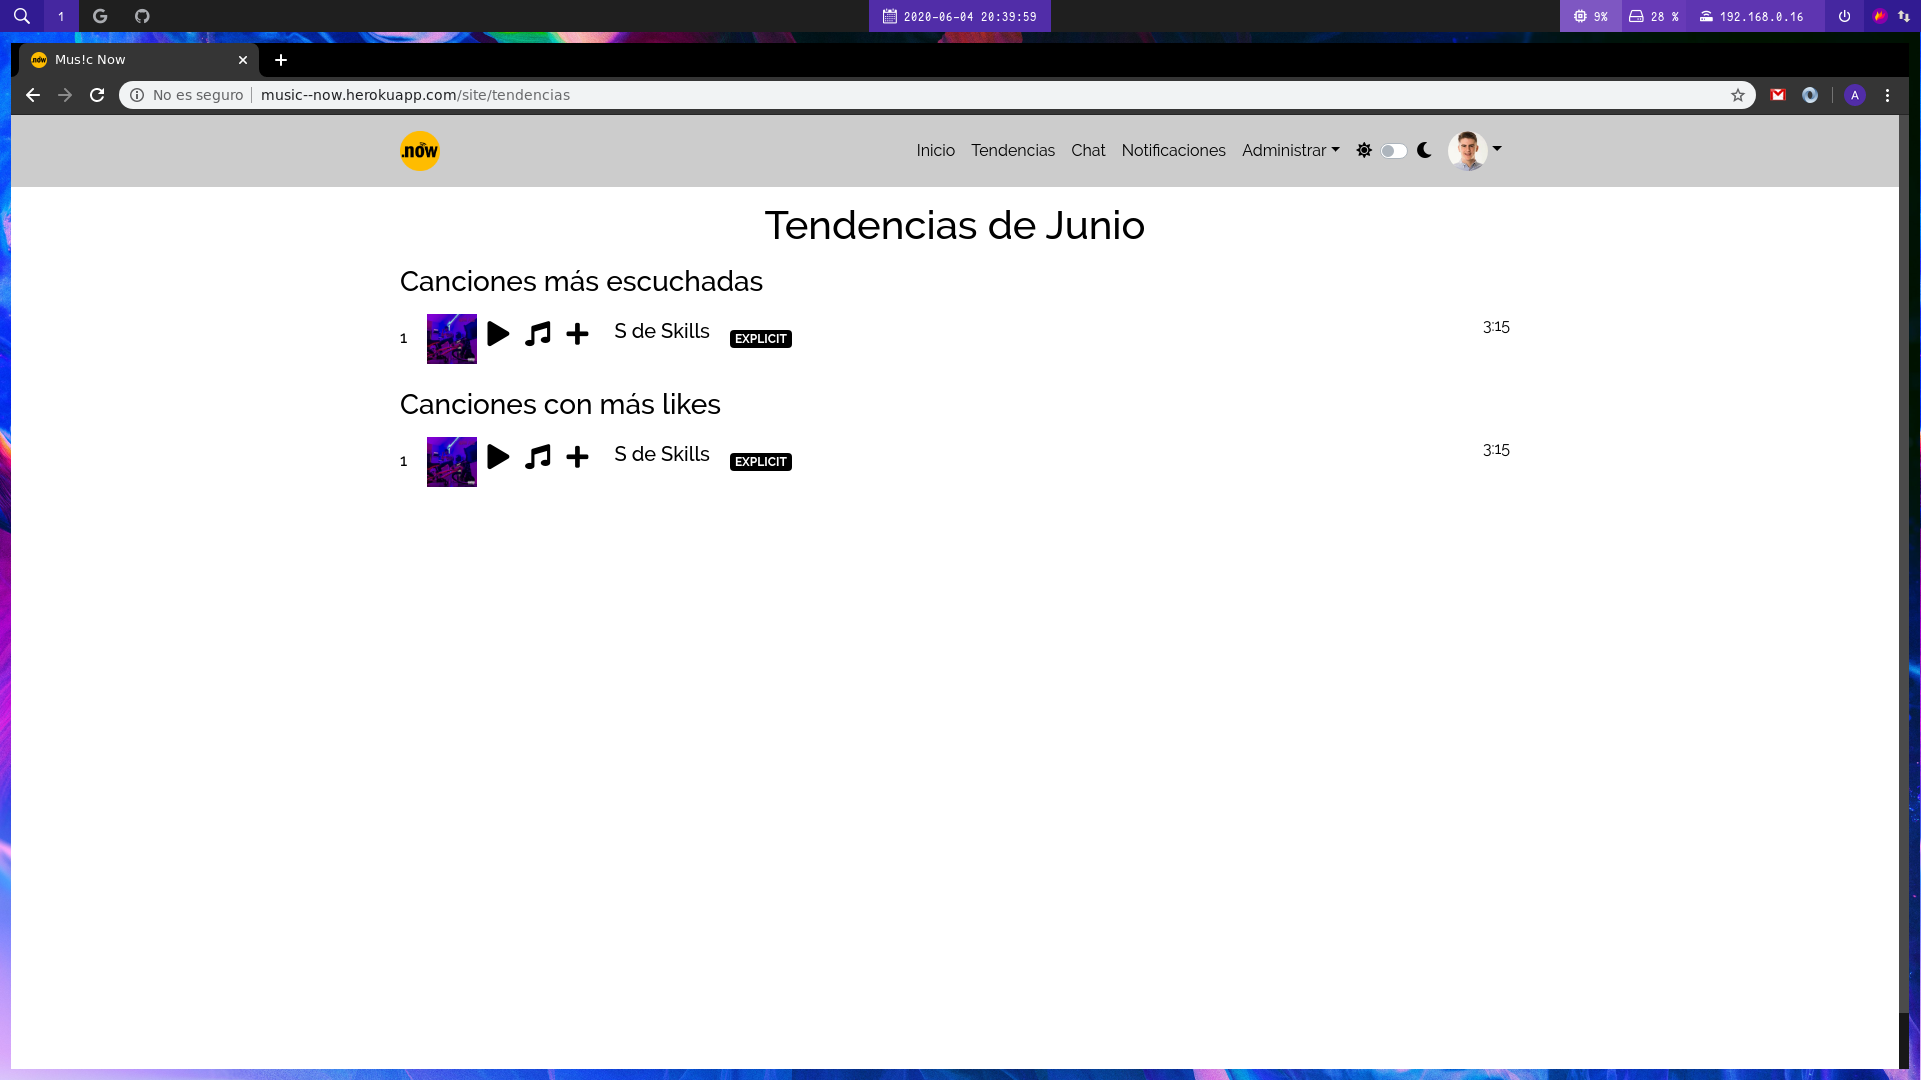 1
2020-06-04 20:39:59
9%
28 %
192.168.0.16
.now
Mus!c Now
No es seguro
music--now.herokuapp.com/site/tendencias
A
.now
Inicio
Tendencias
Chat
Notificaciones
Administrar
Tendencias de Junio
Canciones más escuchadas
1
S de Skills
EXPLICIT
3:15
Canciones con más likes
1
S de Skills
EXPLICIT
3:15